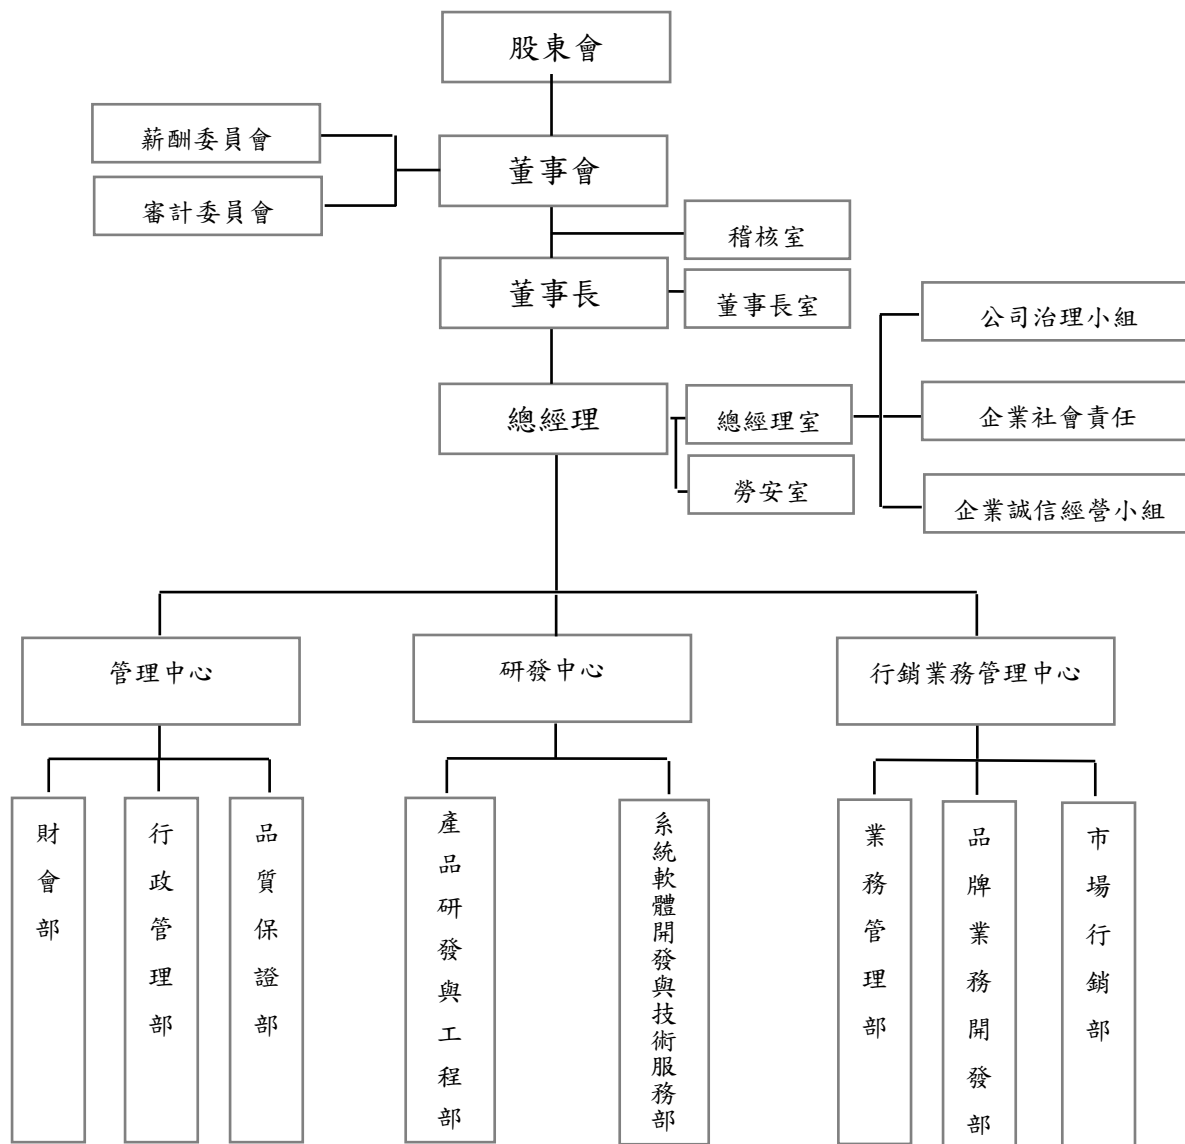 股東會
薪酬委員會
董事會
審計委員會
稽核室
董事長
董事長室
公司治理小組
總經理
總經理室
企業社會責任
勞安室
企業誠信經營小組
管理中心
研發中心
行銷業務管理中心
財會部
行政管理部
品質保證部
產品研發與工程部
系統軟體開發與技術服務部
業務管理部
品牌業務開發部
市場行銷部